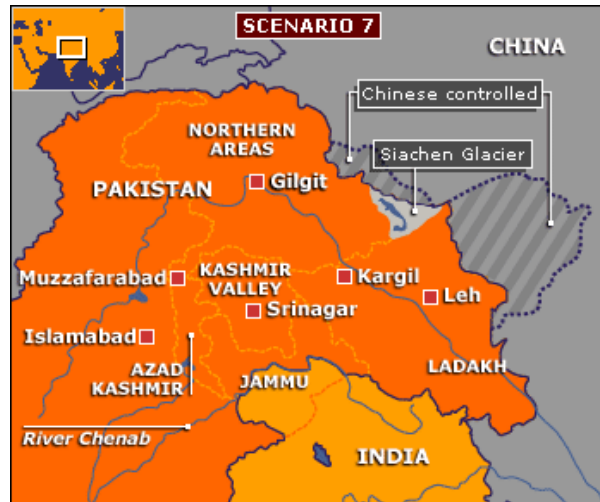 SCENARIO 7
CHINA
Chinese controlled
NORTHERN
AREAS
Siachen Glacier
PAKISTAN
Gilgit
Muzzafarabad
KASHMIR
VALLEY
Kargil
Srinagar
Leh
Islamabad
AZAD
KASHMIR
JAMMU
LADAKH
River Chenab
INDIA